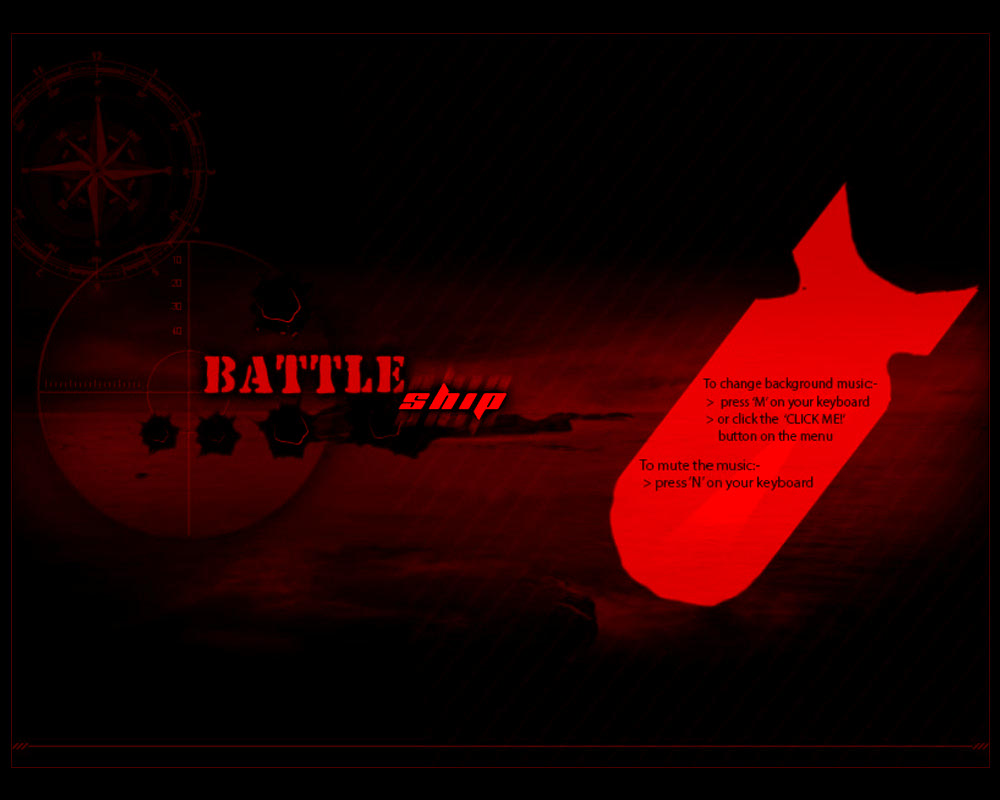 BATTLE
ship
To change background music:-
> press 'M' on your keyboard
> or click the 'CLICK ME!'
button on the menu
To mute the music:-
> press 'N' on your keyboard